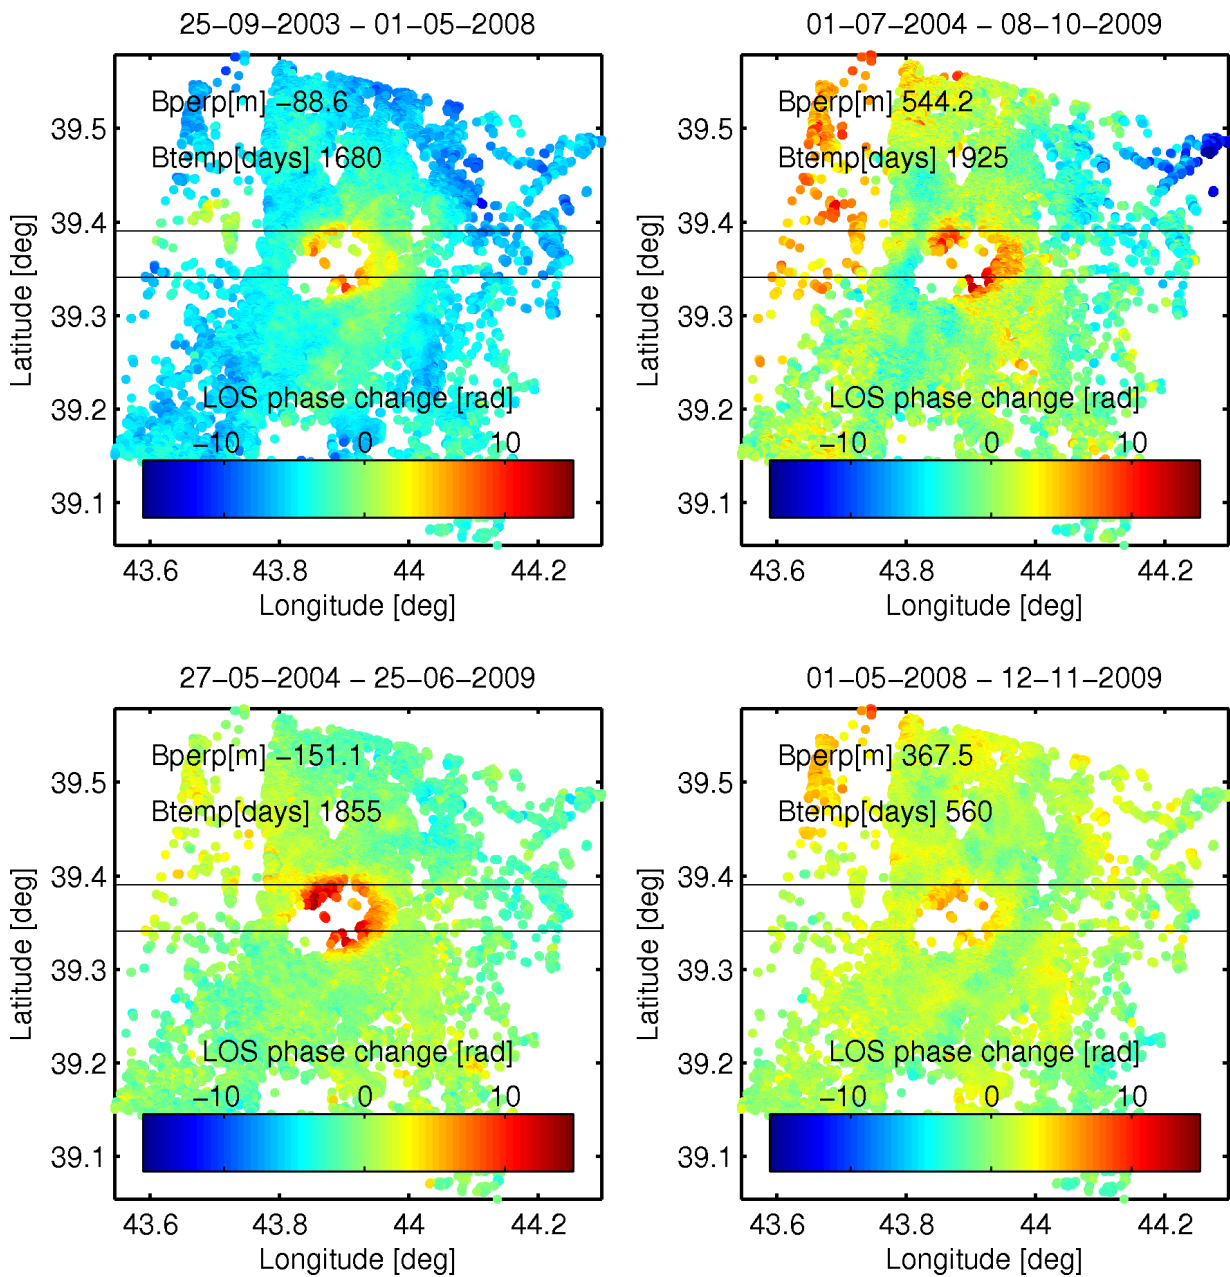 25-09-2003 - 01-05-2008
Bperp[m] -88.6
Btemp[days] 1680
39.5
39.4
39.3
39.2
39.1
Latitude [deg]
LOS phase change [rad]
-10 0 10
43.6 43.8 44 44.2
Longitude [deg]
01-07-2004 - 08-10-2009
Bperp[m] 544.2
Btemp[days] 1925
39.5
39.4
39.3
39.2
39.1
Latitude [deg]
LOS phase change [rad]
-10 0 10
43.6 43.8 44 44.2
Longitude [deg]
27-05-2004 - 25-06-2009
Bperp[m] -151.1
Btemp[days] 1855
39.5
39.4
39.3
39.2
39.1
Latitude [deg]
LOS phase change [rad]
-10 0 10
43.6 43.8 44 44.2
Longitude [deg]
01-05-2008 - 12-11-2009
Bperp[m] 367.5
Btemp[days] 560
39.5
39.4
39.3
39.2
39.1
Latitude [deg]
LOS phase change [rad]
-10 0 10
43.6 43.8 44 44.2
Longitude [deg]